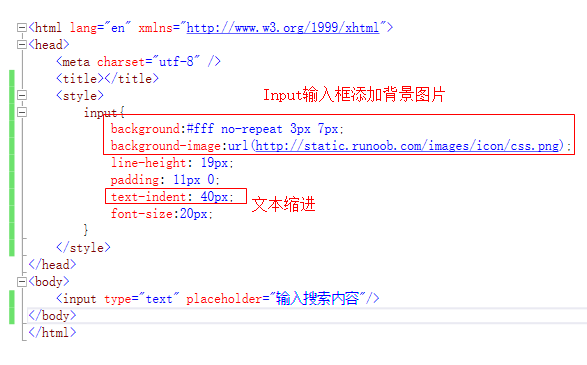 <html lang="en" xmlns="http://www.w3.org/1999/xhtml">
<head>
<meta charset="utf-8" />
<title></title>
<style>
Input输入框添加背景图片
input{
background:#fff no-repeat 3px 7px;
background-image:url(http://static.runoob.com/images/icon/css.png);
line-height: 19px;
padding: 11px 0;
text-indent: 40px;
文本缩进
font-size:20px;
}
</style>
</head>
<body>
<input type="text" placeholder="输入搜索内容"/>
</body>
</html>